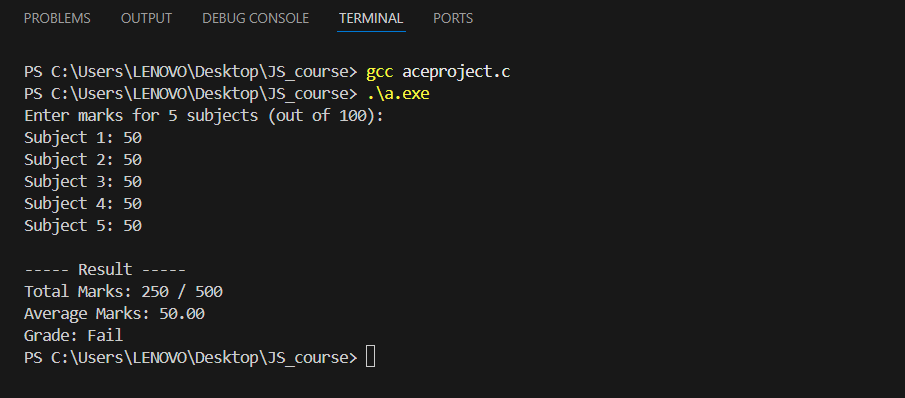 PROBLEMS OUTPUT DEBUG CONSOLE TERMINAL PORTS
PS C:\Users\LENOVO\Desktop\JS_course> gcc aceproject.c
PS C:\Users\LENOVO\Desktop\JS_course> .\a.exe
Enter marks for 5 subjects (out of 100):
Subject 1: 50
Subject 2: 50
Subject 3: 50
Subject 4: 50
Subject 5: 50
----- Result -----
Total Marks: 250 / 500
Average Marks: 50.00
Grade: Fail
PS C:\Users\LENOVO\Desktop\JS_course>